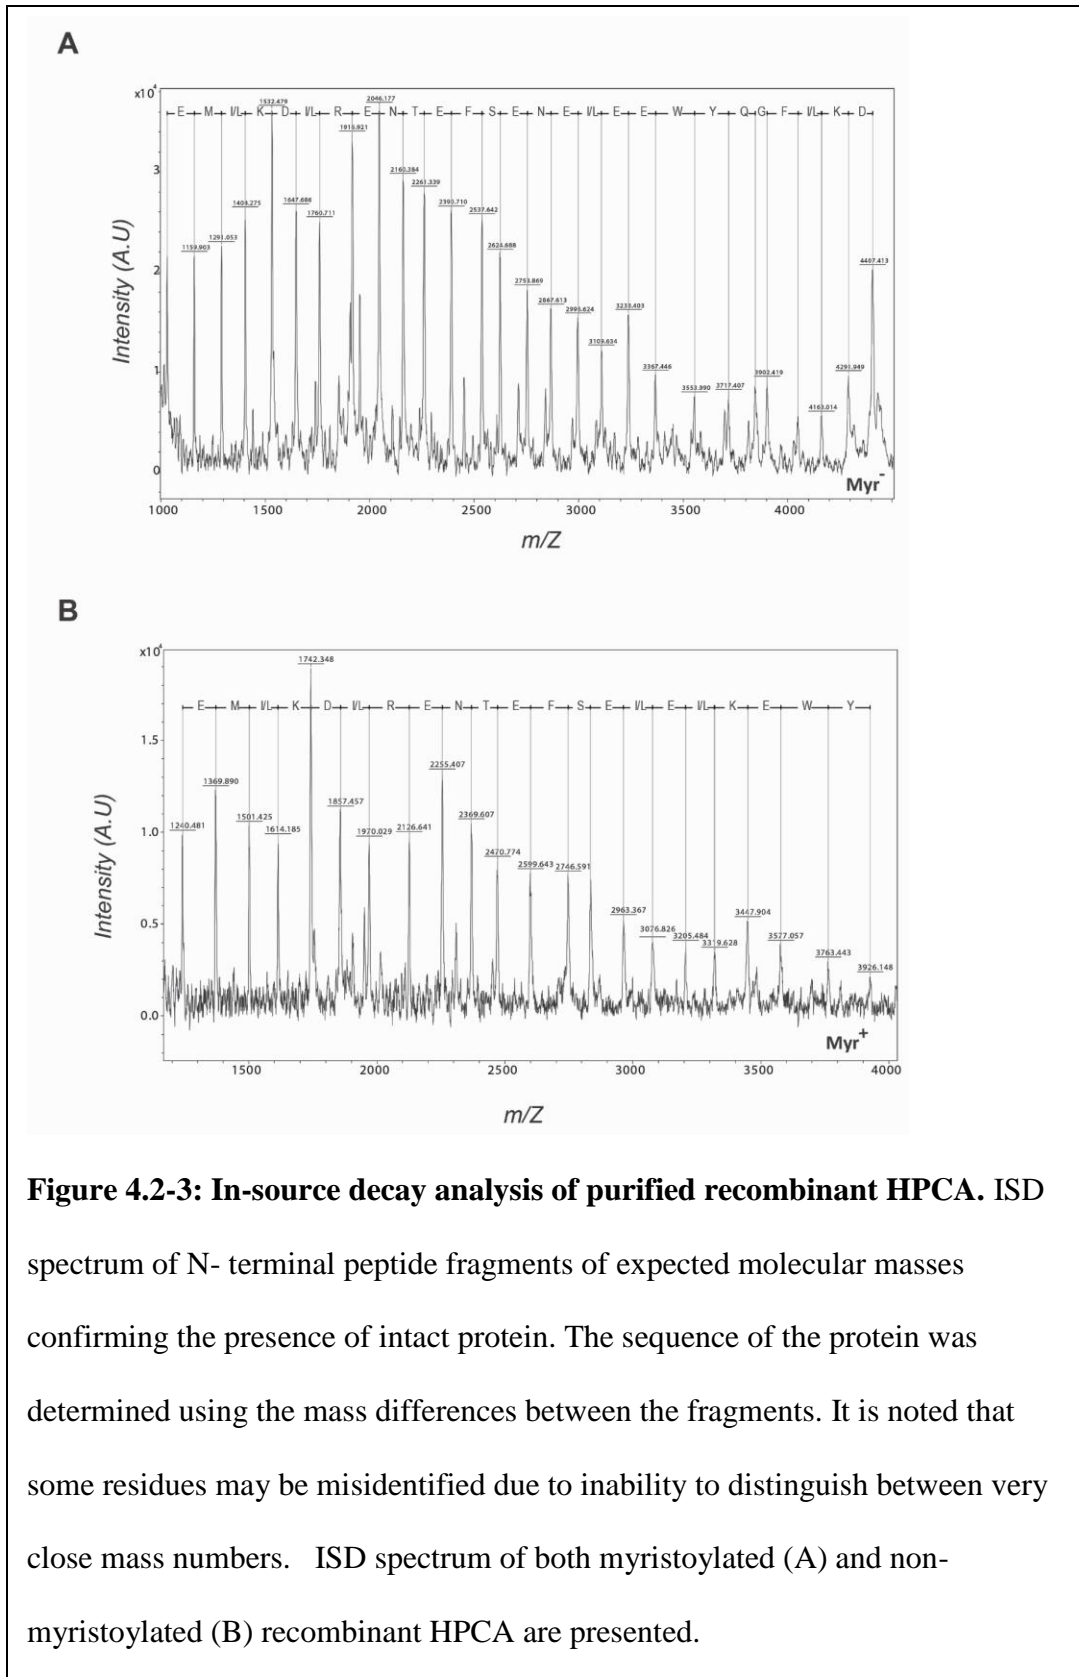 A
x10⁴
E M I/L K D I/L R E N T E F S E N E I/L E E W Y Q G F I/L K D
1532.479 2046.177
1916.921
3 2160.284
2261.339
1404.275 1647.686 2390.710 2537.642
1760.711
1291.053
1159.903 2624.688
2 4407.413
2753.869
2867.613
2995.624 3233.403
3109.634
1 3367.446 3902.419 4291.949
3553.990 3717.407
4163.014
0
Myr⁻
1000 1500 2000 2500 3000 3500 4000
Intensity (A.U)
m/Z
B
x10⁴
1742.348
E M I/L K D I/L R E N T E F S E I/L E I/L K E W Y
1.5
2255.407
1369.890
1857.457
1501.425 2369.607
1.0 1240.481 1614.185 1970.029 2126.641
2470.774
2599.643 2746.591
0.5 2963.367 3447.904
3076.826
3205.484 3319.628 3577.057
3763.443
3926.148
0.0
Myr⁺
1500 2000 2500 3000 3500 4000
Intensity (A.U)
m/Z
Figure 4.2-3: In-source decay analysis of purified recombinant HPCA. ISD
spectrum of N- terminal peptide fragments of expected molecular masses
confirming the presence of intact protein. The sequence of the protein was
determined using the mass differences between the fragments. It is noted that
some residues may be misidentified due to inability to distinguish between very
close mass numbers. ISD spectrum of both myristoylated (A) and non-
myristoylated (B) recombinant HPCA are presented.